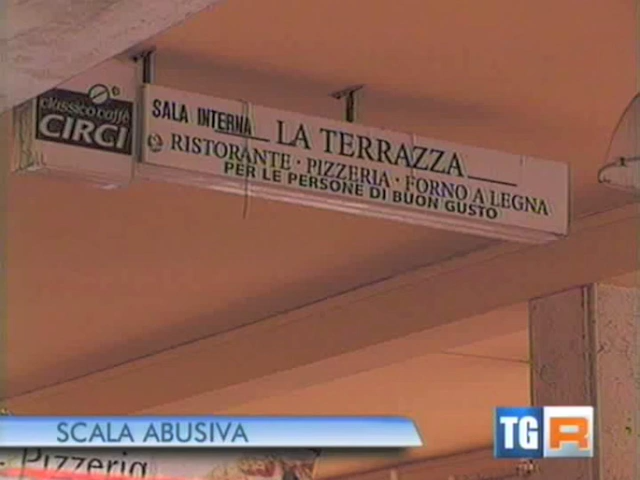 classico caffè
CIRCI
SALA INTERNA
LA TERRAZZA
RISTORANTE · PIZZERIA · FORNO A LEGNA
PER LE PERSONE DI BUON GUSTO
SCALA ABUSIVA
TG R
Pizzeria